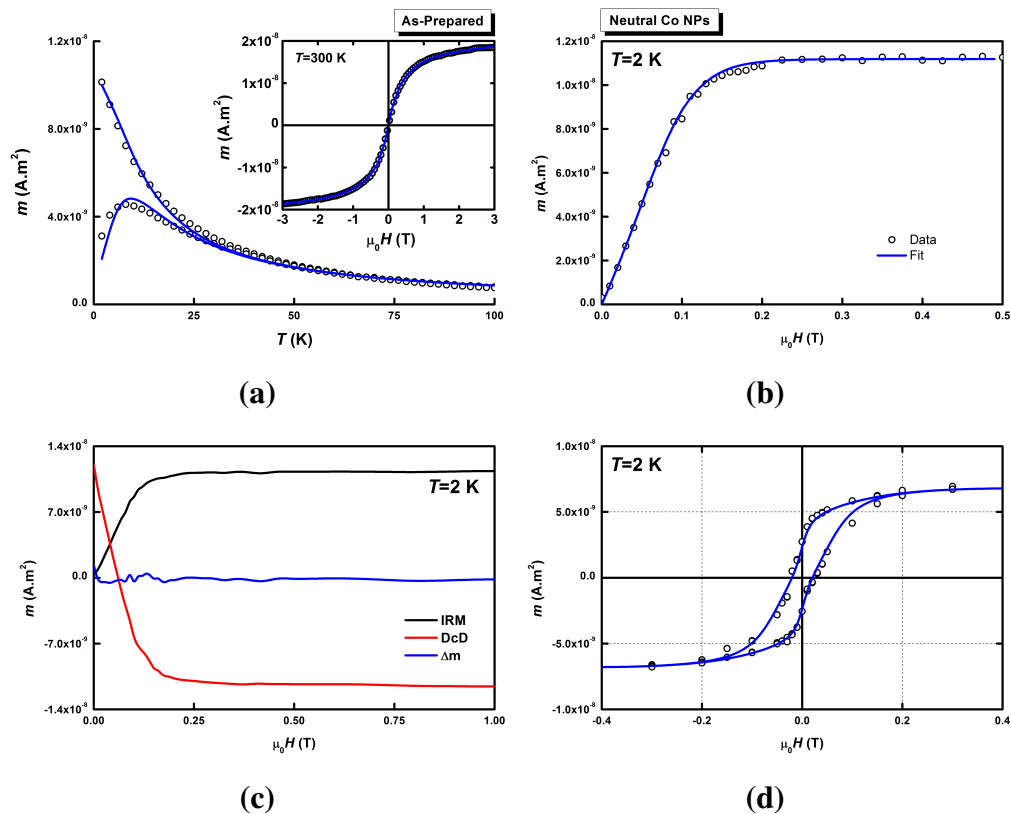 As-Prepared
1.2x10⁻⁸
8.0x10⁻⁹
4.0x10⁻⁹
0.0
m (A.m²)
0
25
50
75
100
T (K)
T=300 K
2x10⁻⁸
1x10⁻⁸
0
-1x10⁻⁸
-2x10⁻⁸
m (A.m²)
-3
-2
-1
0
1
2
3
μ₀H (T)
(a)
Neutral Co NPs
T=2 K
1.2x10⁻⁸
1.0x10⁻⁸
8.0x10⁻⁹
6.0x10⁻⁹
4.0x10⁻⁹
2.0x10⁻⁹
0.0
m (A.m²)
Data
Fit
0.0
0.1
0.2
0.3
0.4
0.5
μ₀H (T)
(b)
1.4x10⁻⁸
7.0x10⁻⁹
0.0
-7.0x10⁻⁹
-1.4x10⁻⁸
m (A.m²)
T=2 K
IRM
DcD
Δm
0.00
0.25
0.50
0.75
1.00
μ₀H (T)
(c)
T=2 K
1.0x10⁻⁸
5.0x10⁻⁹
0.0
-5.0x10⁻⁹
-1.0x10⁻⁸
m (A.m²)
-0.4
-0.2
0.0
0.2
0.4
μ₀H (T)
(d)